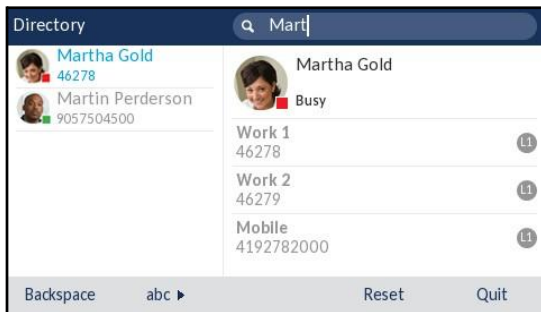 Directory
Mart
Martha Gold
46278
Martin Perderson
9057504500
Martha Gold
Busy
Work 1
46278
L1
Work 2
46279
L1
Mobile
4192782000
L1
Backspace abc Reset Quit